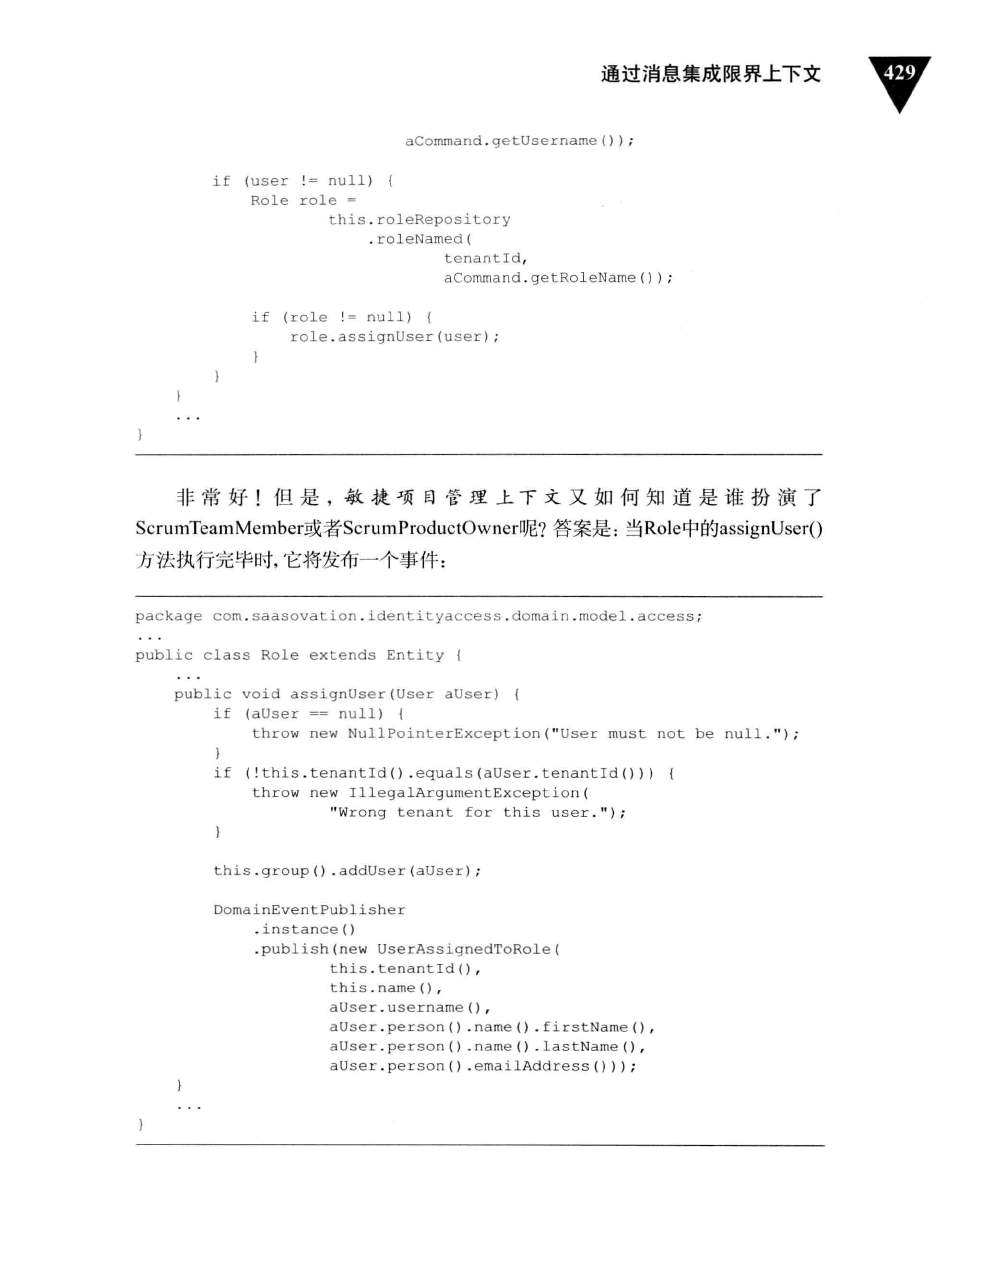 通过消息集成限界上下文
429
aCommand.getUsername());
if (user != null) {
Role role =
this.roleRepository
.roleNamed(
tenantId,
aCommand.getRoleName());
if (role != null) {
role.assignUser(user);
}
}
}
...
}
非常好！但是，敏捷项目管理上下文又如何知道是谁扮演了
ScrumTeamMember或者ScrumProductOwner呢？答案是：当Role中的assignUser()
方法执行完毕时，它将发布一个事件：
package com.saasovation.identityaccess.domain.model.access;
...
public class Role extends Entity {
...
public void assignUser(User aUser) {
if (aUser == null) {
throw new NullPointerException("User must not be null.");
}
if (!this.tenantId().equals(aUser.tenantId())) {
throw new IllegalArgumentException(
"Wrong tenant for this user.");
}
this.group().addUser(aUser);
DomainEventPublisher
.instance()
.publish(new UserAssignedToRole(
this.tenantId(),
this.name(),
aUser.username(),
aUser.person().name().firstName(),
aUser.person().name().lastName(),
aUser.person().emailAddress()));
}
...
}